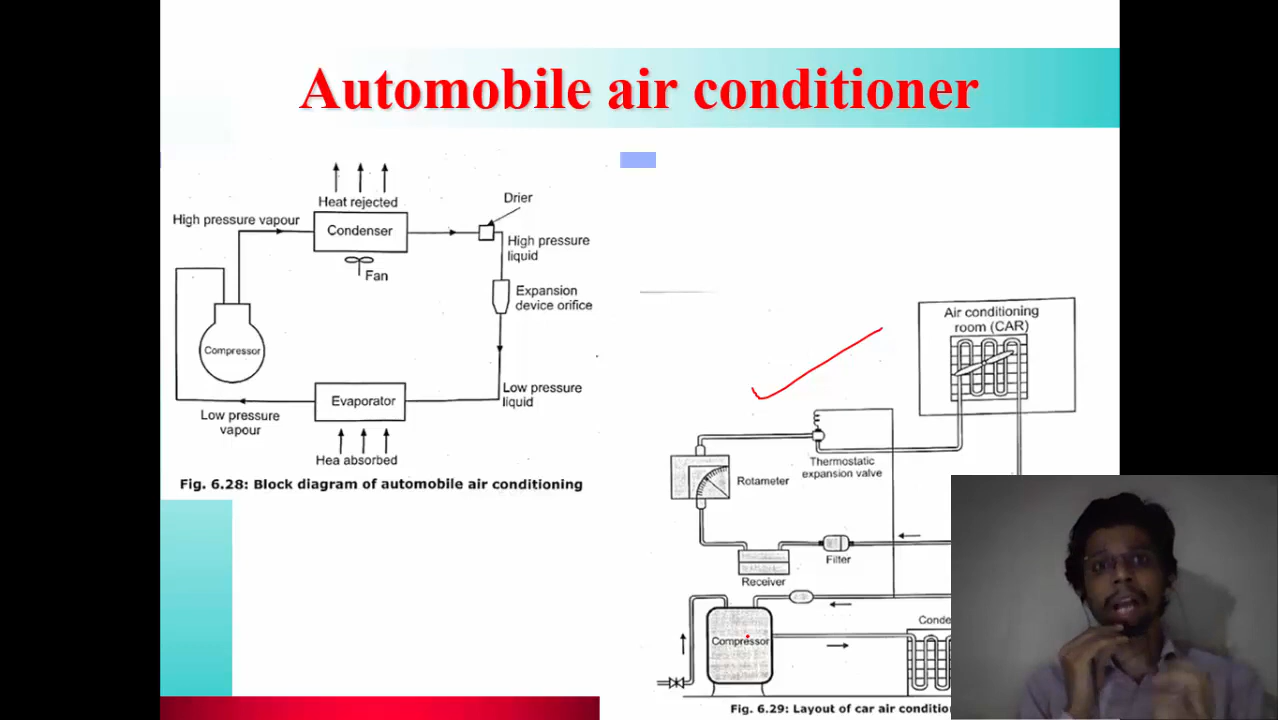 Automobile air conditioner
Heat rejected
Drier
High pressure vapour
Condenser
High pressure
liquid
Fan
Expansion
device orifice
Compressor
Low pressure
liquid
Evaporator
Low pressure
vapour
Hea absorbed
Fig. 6.28: Block diagram of automobile air conditioning
Air conditioning
room (CAR)
Thermostatic
expansion valve
Rotameter
Filter
Receiver
Compressor
Conde
Fig. 6.29: Layout of car air condition